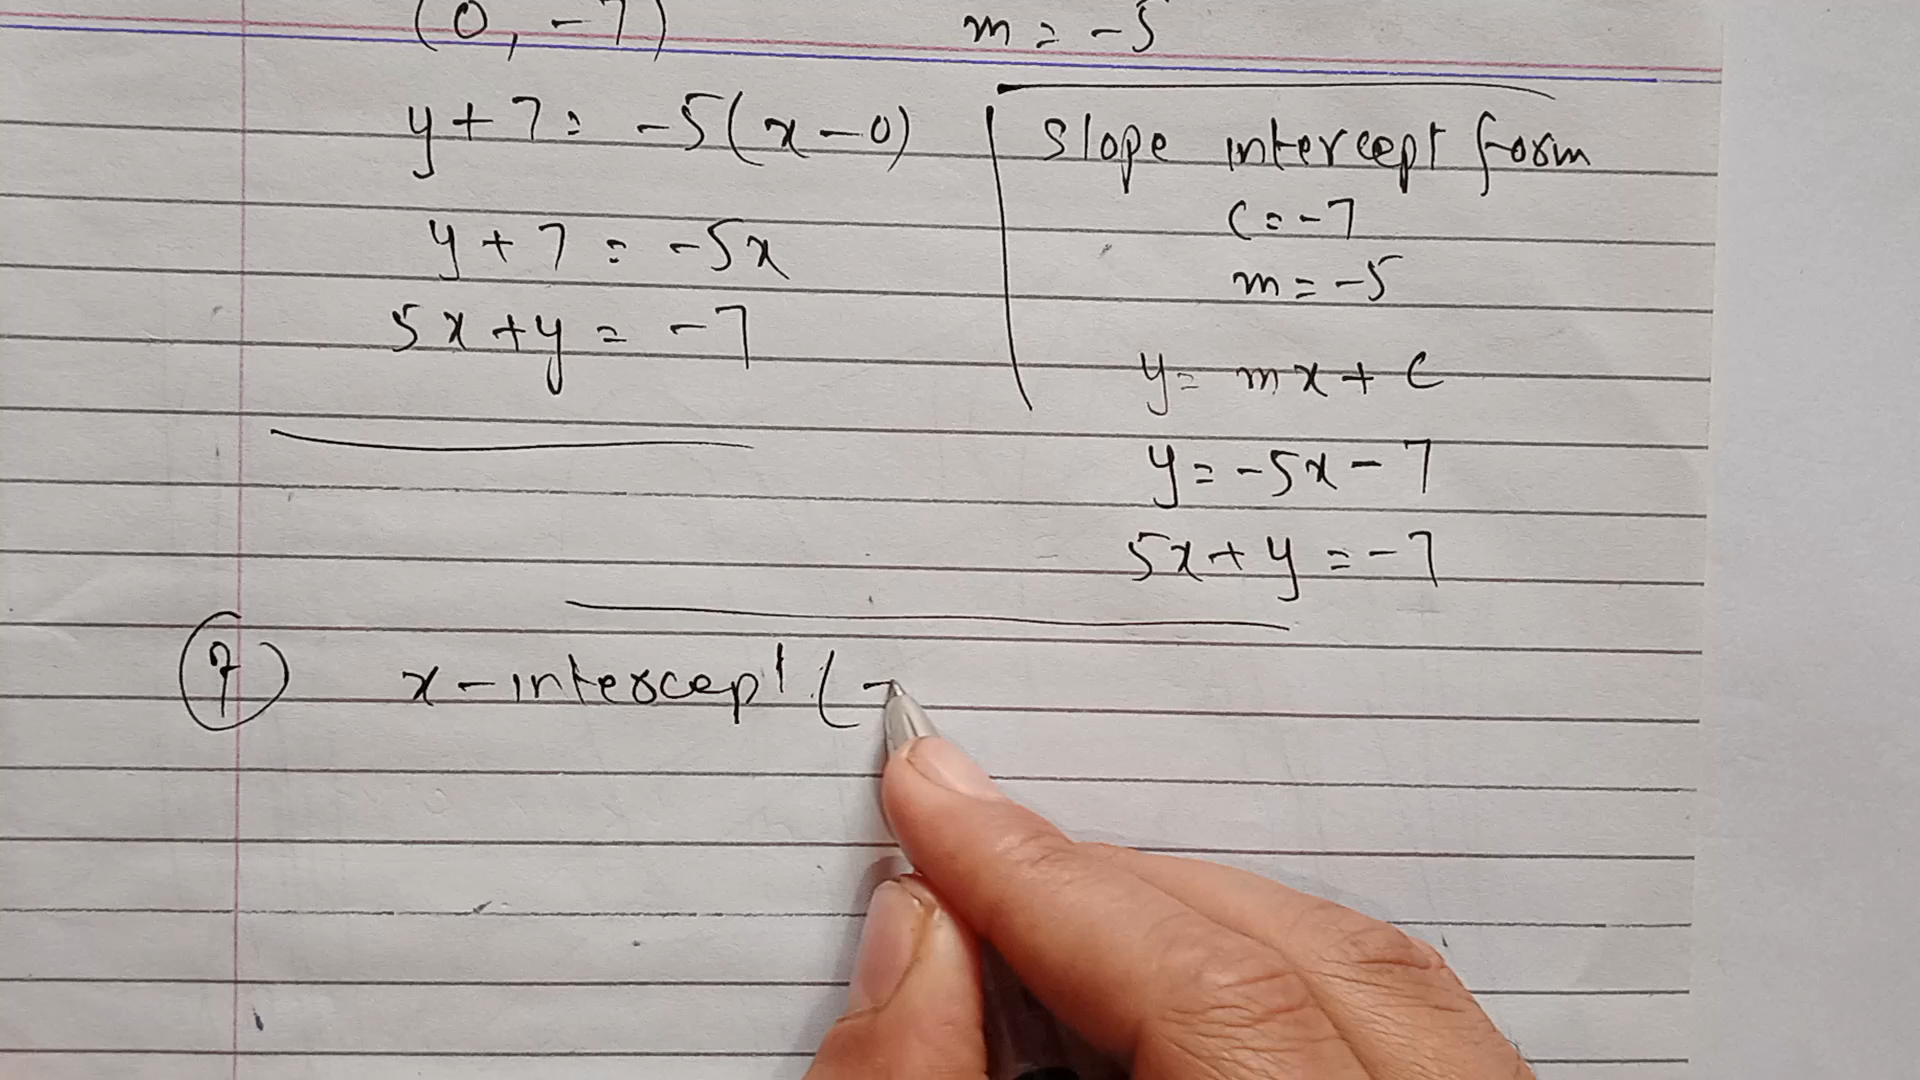 (0, -7) m = -5
y + 7 = -5(x - 0)
y + 7 = -5x
5x + y = -7
slope intercept form
c = -7
m = -5
y = mx + c
y = -5x - 7
5x + y = -7
7 x-intercept (-